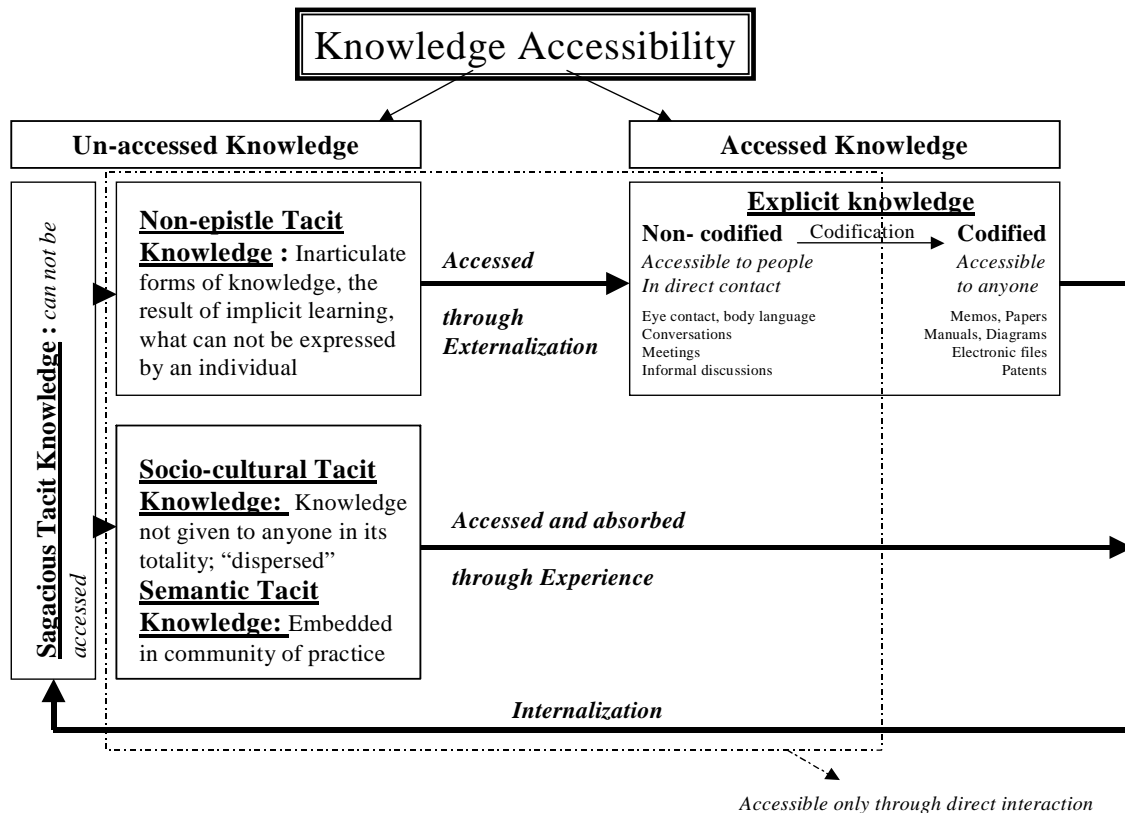 Knowledge Accessibility
Un-accessed Knowledge
Accessed Knowledge
Sagacious Tacit Knowledge : can not be
accessed
Non-epistle Tacit
Knowledge : Inarticulate
forms of knowledge, the
result of implicit learning,
what can not be expressed
by an individual
Accessed
through
Externalization
Explicit knowledge
Non- codified
Codification
Codified
Accessible to people
In direct contact
Accessible
to anyone
Eye contact, body language
Conversations
Meetings
Informal discussions
Memos, Papers
Manuals, Diagrams
Electronic files
Patents
Socio-cultural Tacit
Knowledge: Knowledge
not given to anyone in its
totality; “dispersed”
Semantic Tacit
Knowledge: Embedded
in community of practice
Accessed and absorbed
through Experience
Internalization
Accessible only through direct interaction